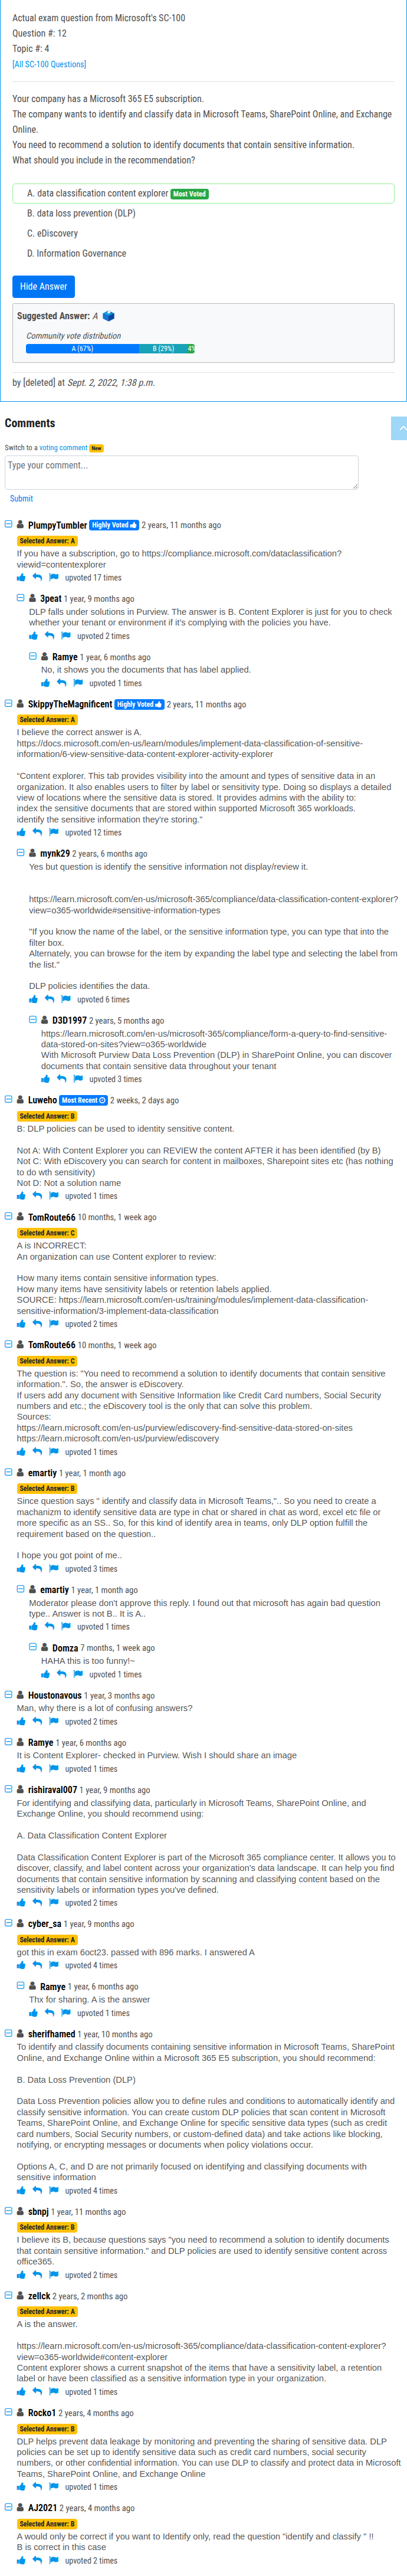 Actual exam question from Microsoft's SC-100
Question #: 12
Topic #: 4
[All SC-100 Questions]
Your company has a Microsoft 365 E5 subscription.
The company wants to identify and classify data in Microsoft Teams, SharePoint Online, and Exchange
Online.
You need to recommend a solution to identify documents that contain sensitive information.
What should you include in the recommendation?
A. data classification content explorer Most Voted
B. data loss prevention (DLP)
C. eDiscovery
D. Information Governance
Hide Answer
Suggested Answer: A
Community vote distribution
A (67%) B (29%) 4%
by [deleted] at Sept. 2, 2022, 1:38 p.m.
Comments
Switch to a voting comment New
Type your comment...
Submit
PlumpyTumbler Highly Voted 2 years, 11 months ago
Selected Answer: A
If you have a subscription, go to https://compliance.microsoft.com/dataclassification?
viewid=contentexplorer
upvoted 17 times
3peat 1 year, 9 months ago
DLP falls under solutions in Purview. The answer is B. Content Explorer is just for you to check
whether your tenant or environment if it's complying with the policies you have.
upvoted 2 times
Ramye 1 year, 6 months ago
No, it shows you the documents that has label applied.
upvoted 1 times
SkippyTheMagnificent Highly Voted 2 years, 11 months ago
Selected Answer: A
I believe the correct answer is A.
https://docs.microsoft.com/en-us/learn/modules/implement-data-classification-of-sensitive-
information/6-view-sensitive-data-content-explorer-activity-explorer
"Content explorer. This tab provides visibility into the amount and types of sensitive data in an
organization. It also enables users to filter by label or sensitivity type. Doing so displays a detailed
view of locations where the sensitive data is stored. It provides admins with the ability to:
index the sensitive documents that are stored within supported Microsoft 365 workloads.
identify the sensitive information they're storing."
upvoted 12 times
mynk29 2 years, 6 months ago
Yes but question is identify the sensitive information not display/review it.
https://learn.microsoft.com/en-us/microsoft-365/compliance/data-classification-content-explorer?
view=o365-worldwide#sensitive-information-types
"If you know the name of the label, or the sensitive information type, you can type that into the
filter box.
Alternately, you can browse for the item by expanding the label type and selecting the label from
the list."
DLP policies identifies the data.
upvoted 6 times
D3D1997 2 years, 5 months ago
https://learn.microsoft.com/en-us/microsoft-365/compliance/form-a-query-to-find-sensitive-
data-stored-on-sites?view=o365-worldwide
With Microsoft Purview Data Loss Prevention (DLP) in SharePoint Online, you can discover
documents that contain sensitive data throughout your tenant
upvoted 3 times
Luweho Most Recent 2 weeks, 2 days ago
Selected Answer: B
B: DLP policies can be used to identity sensitive content.
Not A: With Content Explorer you can REVIEW the content AFTER it has been identified (by B)
Not C: With eDiscovery you can search for content in mailboxes, Sharepoint sites etc (has nothing
to do wth sensitivity)
Not D: Not a solution name
upvoted 1 times
TomRoute66 10 months, 1 week ago
Selected Answer: C
A is INCORRECT:
An organization can use Content explorer to review:
How many items contain sensitive information types.
How many items have sensitivity labels or retention labels applied.
SOURCE: https://learn.microsoft.com/en-us/training/modules/implement-data-classification-
sensitive-information/3-implement-data-classification
upvoted 2 times
TomRoute66 10 months, 1 week ago
Selected Answer: C
The question is: "You need to recommend a solution to identify documents that contain sensitive
information.". So, the answer is eDiscovery.
If users add any document with Sensitive Information like Credit Card numbers, Social Security
numbers and etc.; the eDiscovery tool is the only that can solve this problem.
Sources:
https://learn.microsoft.com/en-us/purview/ediscovery-find-sensitive-data-stored-on-sites
https://learn.microsoft.com/en-us/purview/ediscovery
upvoted 1 times
emartiy 1 year, 1 month ago
Selected Answer: B
Since question says " identify and classify data in Microsoft Teams,".. So you need to create a
machanizm to identify sensitive data are type in chat or shared in chat as word, excel etc file or
more specific as an SS.. So, for this kind of identify area in teams, only DLP option fulfill the
requirement based on the question..
I hope you got point of me..
upvoted 3 times
emartiy 1 year, 1 month ago
Moderator please don't approve this reply. I found out that microsoft has again bad question
type.. Answer is not B.. It is A..
upvoted 1 times
Domza 7 months, 1 week ago
HAHA this is too funny!~
upvoted 1 times
Houstonavous 1 year, 3 months ago
Man, why there is a lot of confusing answers?
upvoted 2 times
Ramye 1 year, 6 months ago
It is Content Explorer- checked in Purview. Wish I should share an image
upvoted 1 times
rishiraval007 1 year, 9 months ago
For identifying and classifying data, particularly in Microsoft Teams, SharePoint Online, and
Exchange Online, you should recommend using:
A. Data Classification Content Explorer
Data Classification Content Explorer is part of the Microsoft 365 compliance center. It allows you to
discover, classify, and label content across your organization's data landscape. It can help you find
documents that contain sensitive information by scanning and classifying content based on the
sensitivity labels or information types you've defined.
upvoted 2 times
cyber_sa 1 year, 9 months ago
Selected Answer: A
got this in exam 6oct23. passed with 896 marks. I answered A
upvoted 4 times
Ramye 1 year, 6 months ago
Thx for sharing. A is the answer
upvoted 1 times
sherifhamed 1 year, 10 months ago
To identify and classify documents containing sensitive information in Microsoft Teams, SharePoint
Online, and Exchange Online within a Microsoft 365 E5 subscription, you should recommend:
B. Data Loss Prevention (DLP)
Data Loss Prevention policies allow you to define rules and conditions to automatically identify and
classify sensitive information. You can create custom DLP policies that scan content in Microsoft
Teams, SharePoint Online, and Exchange Online for specific sensitive data types (such as credit
card numbers, Social Security numbers, or custom-defined data) and take actions like blocking,
notifying, or encrypting messages or documents when policy violations occur.
Options A, C, and D are not primarily focused on identifying and classifying documents with
sensitive information
upvoted 4 times
sbnpj 1 year, 11 months ago
Selected Answer: B
I believe its B, because questions says "you need to recommend a solution to identify documents
that contain sensitive information." and DLP policies are used to identify sensitive content across
office365.
upvoted 2 times
zellck 2 years, 2 months ago
Selected Answer: A
A is the answer.
https://learn.microsoft.com/en-us/microsoft-365/compliance/data-classification-content-explorer?
view=o365-worldwide#content-explorer
Content explorer shows a current snapshot of the items that have a sensitivity label, a retention
label or have been classified as a sensitive information type in your organization.
upvoted 1 times
Rocko1 2 years, 4 months ago
Selected Answer: B
DLP helps prevent data leakage by monitoring and preventing the sharing of sensitive data. DLP
policies can be set up to identify sensitive data such as credit card numbers, social security
numbers, or other confidential information. You can use DLP to classify and protect data in Microsoft
Teams, SharePoint Online, and Exchange Online
upvoted 1 times
AJ2021 2 years, 4 months ago
Selected Answer: B
A would only be correct if you want to Identify only, read the question "identify and classify " !!
B is correct in this case
upvoted 2 times